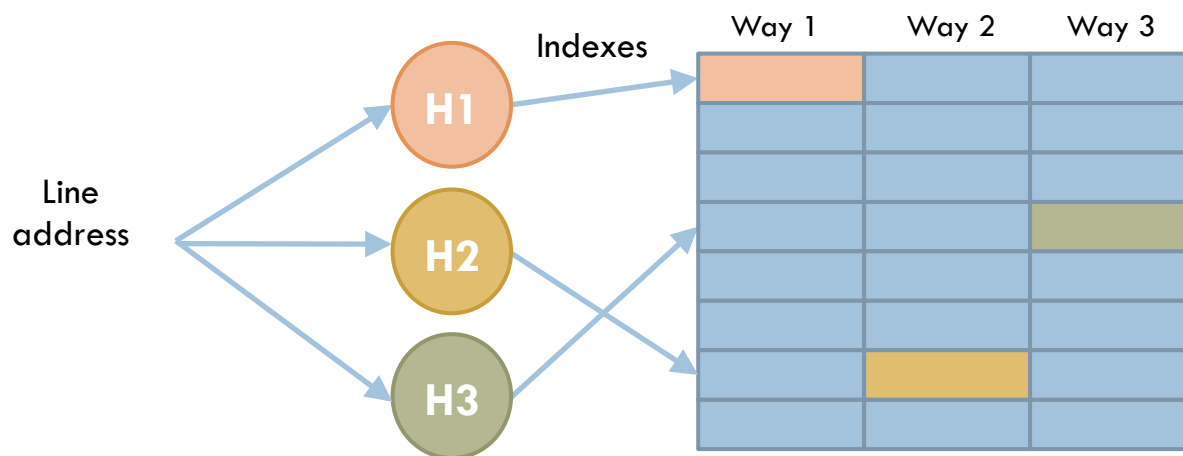 Way 1
Way 2
Way 3
Indexes
H1
Line
address
H2
H3